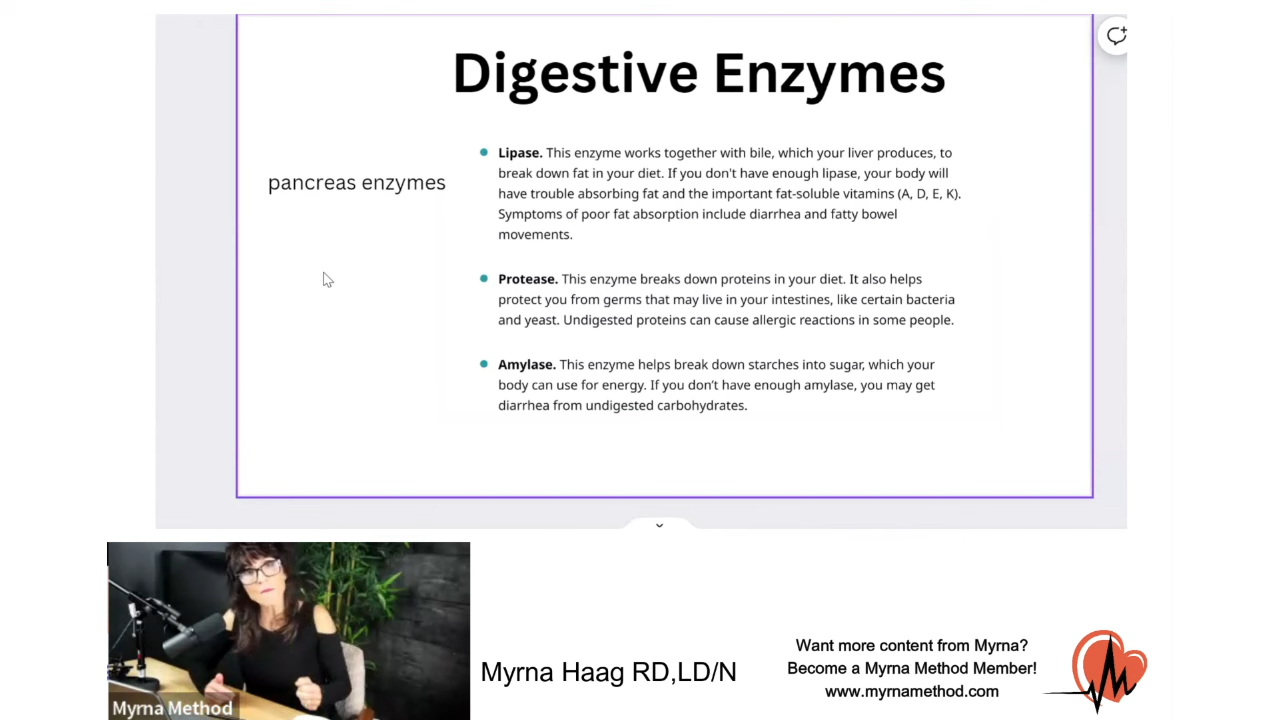 Digestive Enzymes
pancreas enzymes
Lipase. This enzyme works together with bile, which your liver produces, to
break down fat in your diet. If you don't have enough lipase, your body will
have trouble absorbing fat and the important fat-soluble vitamins (A, D, E, K).
Symptoms of poor fat absorption include diarrhea and fatty bowel
movements.
Protease. This enzyme breaks down proteins in your diet. It also helps
protect you from germs that may live in your intestines, like certain bacteria
and yeast. Undigested proteins can cause allergic reactions in some people.
Amylase. This enzyme helps break down starches into sugar, which your
body can use for energy. If you don’t have enough amylase, you may get
diarrhea from undigested carbohydrates.
Myrna Method
Myrna Haag RD,LD/N
Want more content from Myrna?
Become a Myrna Method Member!
www.myrnamethod.com